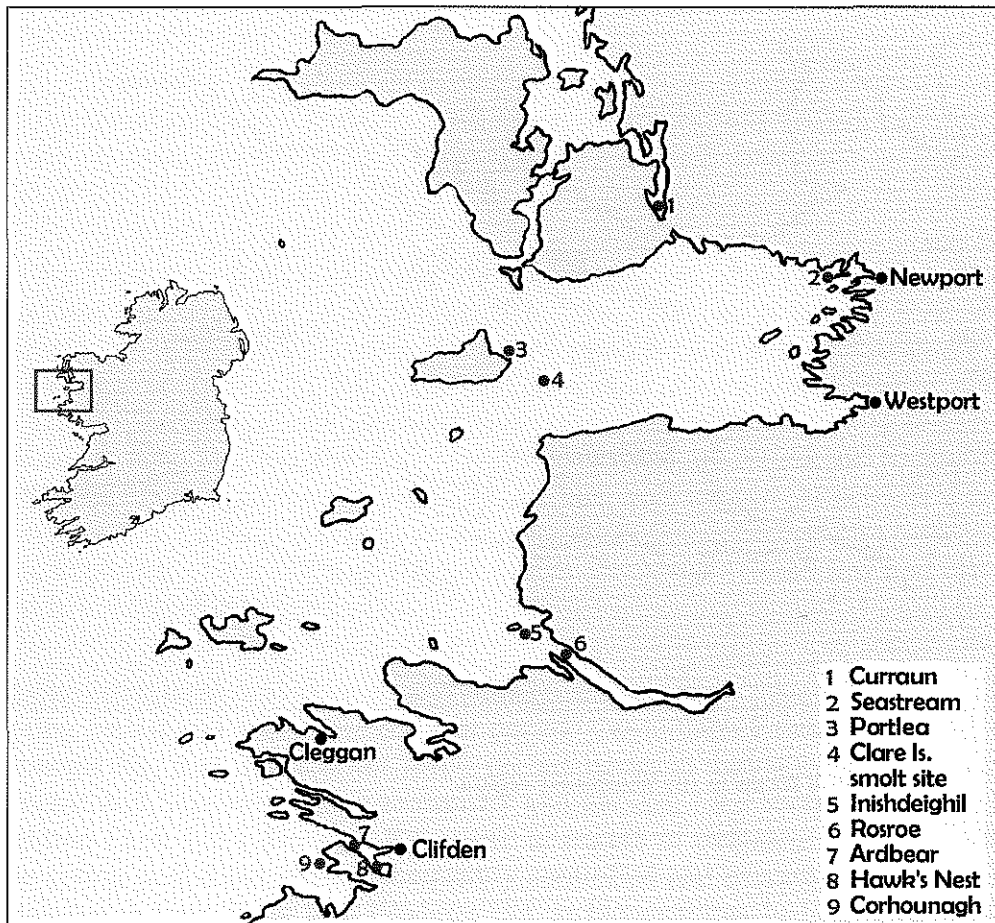 1
2
Newport
3
4
Westport
5
6
Cleggan
7
Clifden
9
8
1 Curraun
2 Seastream
3 Portlea
4 Clare Is.
smolt site
5 Inishdeighil
6 Rosroe
7 Ardbear
8 Hawk's Nest
9 Corhounagh